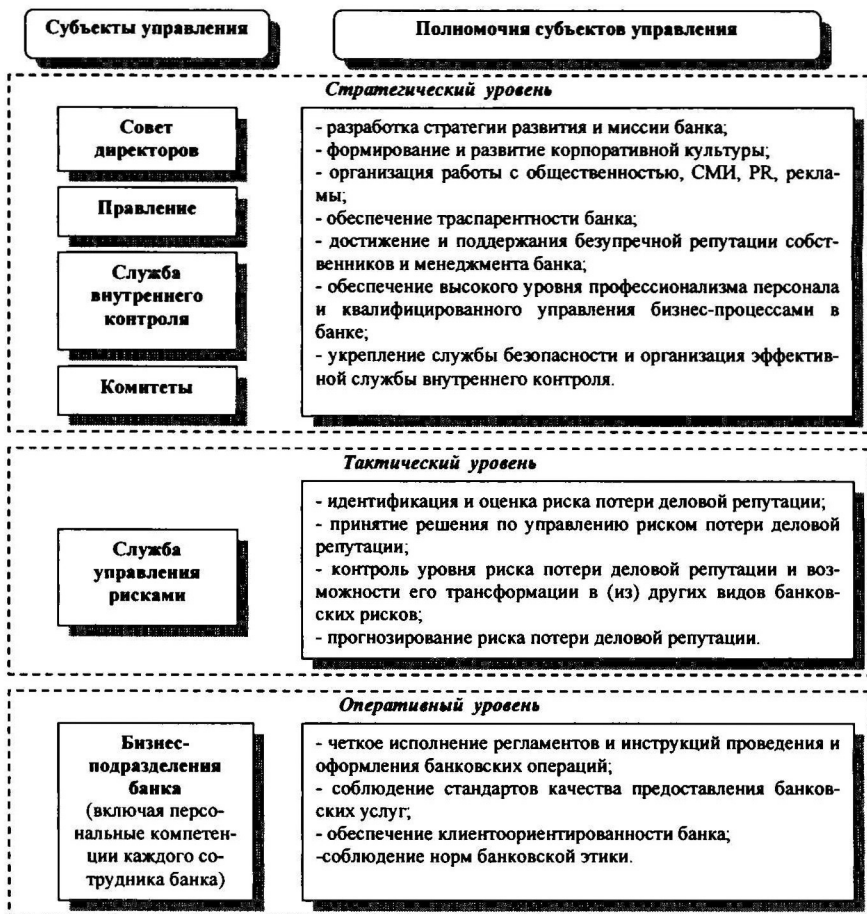 Субъекты управления
Полномочия субъектов управления
Стратегический уровень
Совет
директоров
Правление
Служба
внутреннего
контроля
Комитеты
- разработка стратегии развития и миссии банка;
- формирование и развитие корпоративной культуры;
- организация работы с общественностью, СМИ, PR, рекла-
мы;
- обеспечение траспарентности банка;
- достижение и поддержания безупречной репутации собст-
венников и менеджмента банка;
- обеспечение высокого уровня профессионализма персонала
и квалифицированного управления бизнес-процессами в
банке;
- укрепление службы безопасности и организация эффектив-
ной службы внутреннего контроля.
Тактический уровень
Служба
управления
рисками
- идентификация и оценка риска потери деловой репутации;
- принятие решения по управлению риском потери деловой
репутации;
- контроль уровня риска потери деловой репутации и воз-
можности его трансформации в (из) других видов банков-
ских рисков;
- прогнозирование риска потери деловой репутации.
Оперативный уровень
Бизнес-
подразделения
банка
(включая персо-
нальные компетен-
ции каждого со-
трудника банка)
- четкое исполнение регламентов и инструкций проведения и
оформления банковских операций;
- соблюдение стандартов качества предоставления банков-
ских услуг;
- обеспечение клиентоориентированности банка;
-соблюдение норм банковской этики.